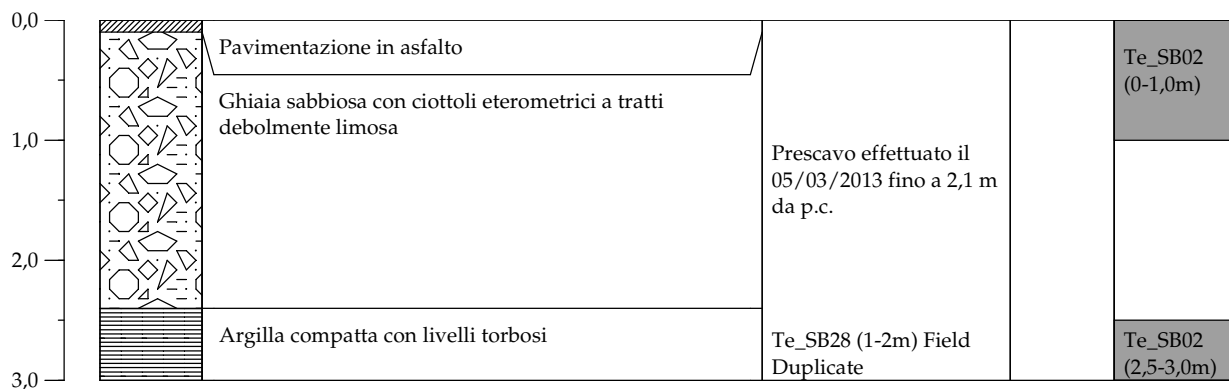 0,0
Pavimentazione in asfalto
Te_SB02
(0-1,0m)
Ghiaia sabbiosa con ciottoli eterometrici a tratti
debolmente limosa
1,0
Prescavo effettuato il
05/03/2013 fino a 2,1 m
da p.c.
2,0
Argilla compatta con livelli torbosi
Te_SB28 (1-2m) Field
Duplicate
Te_SB02
(2,5-3,0m)
3,0